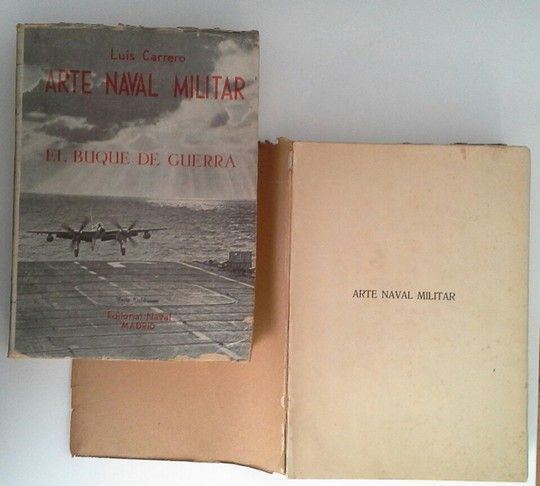 Luis Carrero
ARTE NAVAL MILITAR
EL BUQUE DE GUERRA
Editorial Naval
MADRID
ARTE NAVAL MILITAR